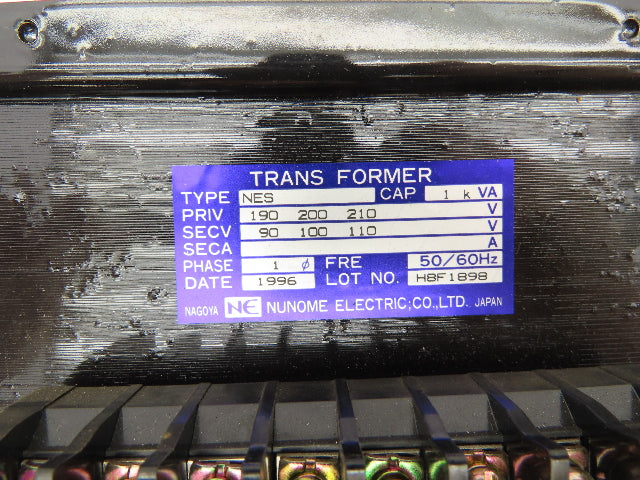 TRANS FORMER
TYPE NES CAP 1 k VA
PRIV 190 200 210 V
SECV 90 100 110 V
SECA A
PHASE 1 ø FRE 50/60Hz
DATE 1996 LOT NO. H8F1898
NAGOYA NE NUNOME ELECTRIC;CO.,LTD. JAPAN